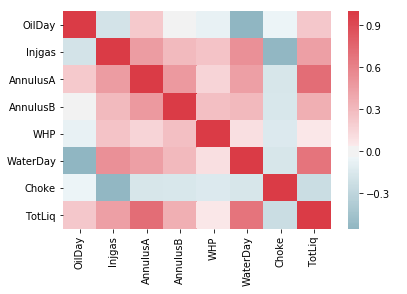 OilDay
Injgas
AnnulusA
AnnulusB
WHP
WaterDay
Choke
TotLiq
OilDay
Injgas
AnnulusA
AnnulusB
WHP
WaterDay
Choke
TotLiq
0.9
0.6
0.3
0.0
−0.3